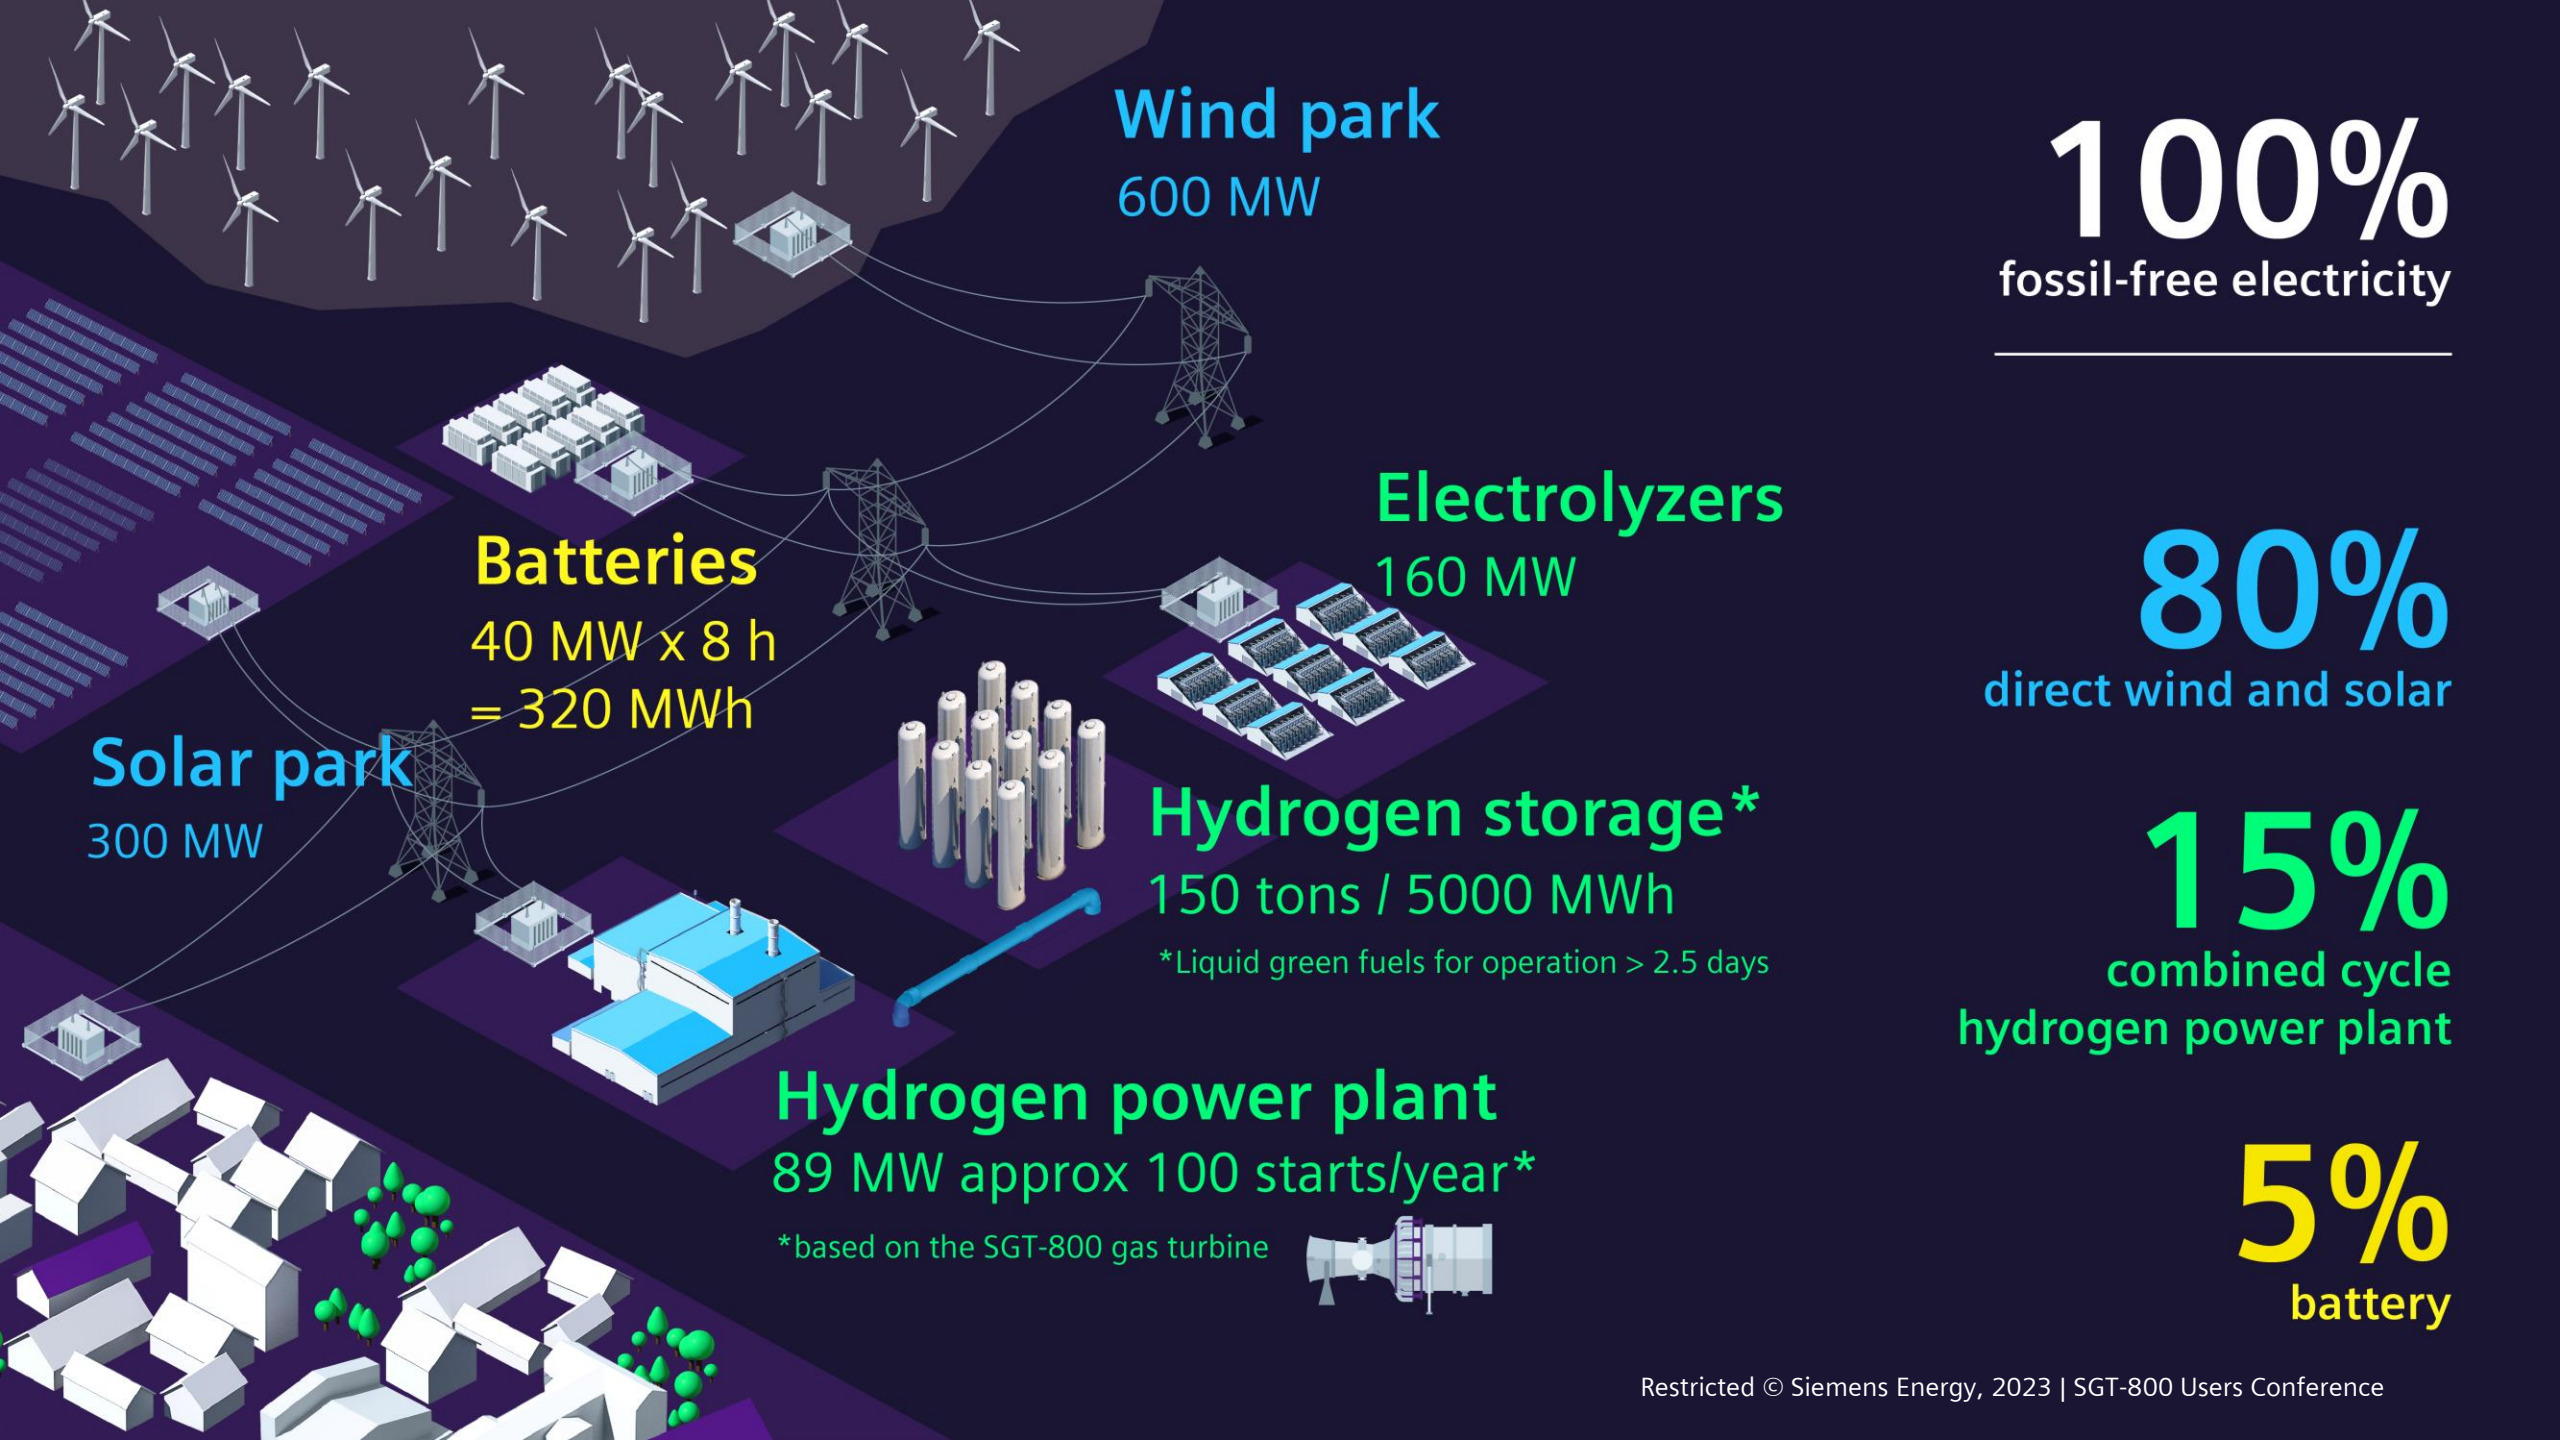 Wind park
600 MW
100%
fossil-free electricity
Batteries
40 MW x 8 h
= 320 MWh
Electrolyzers
160 MW
80%
direct wind and solar
Solar park
300 MW
Hydrogen storage*
150 tons / 5000 MWh
*Liquid green fuels for operation > 2.5 days
15%
combined cycle
hydrogen power plant
Hydrogen power plant
89 MW approx 100 starts/year*
*based on the SGT-800 gas turbine
5%
battery
Restricted © Siemens Energy, 2023 | SGT-800 Users Conference